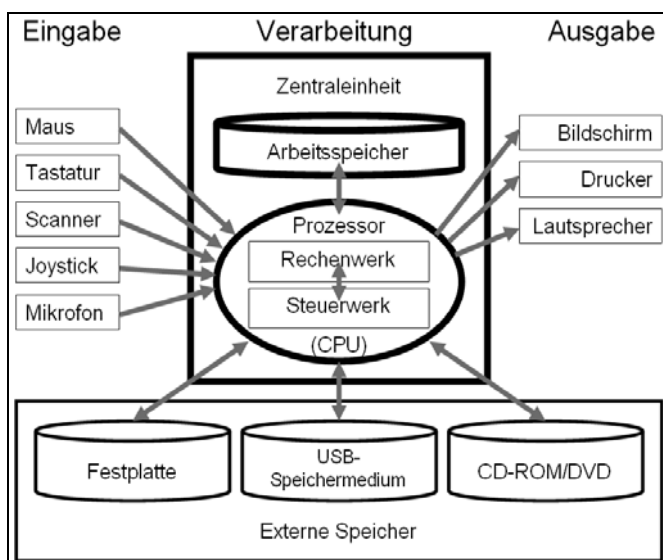 Eingabe
Verarbeitung
Ausgabe
Zentraleinheit
Arbeitsspeicher
Maus
Tastatur
Scanner
Joystick
Mikrofon
Prozessor
Rechenwerk
Steuerwerk
(CPU)
Bildschirm
Drucker
Lautsprecher
Festplatte
USB-
Speichermedium
CD-ROM/DVD
Externe Speicher